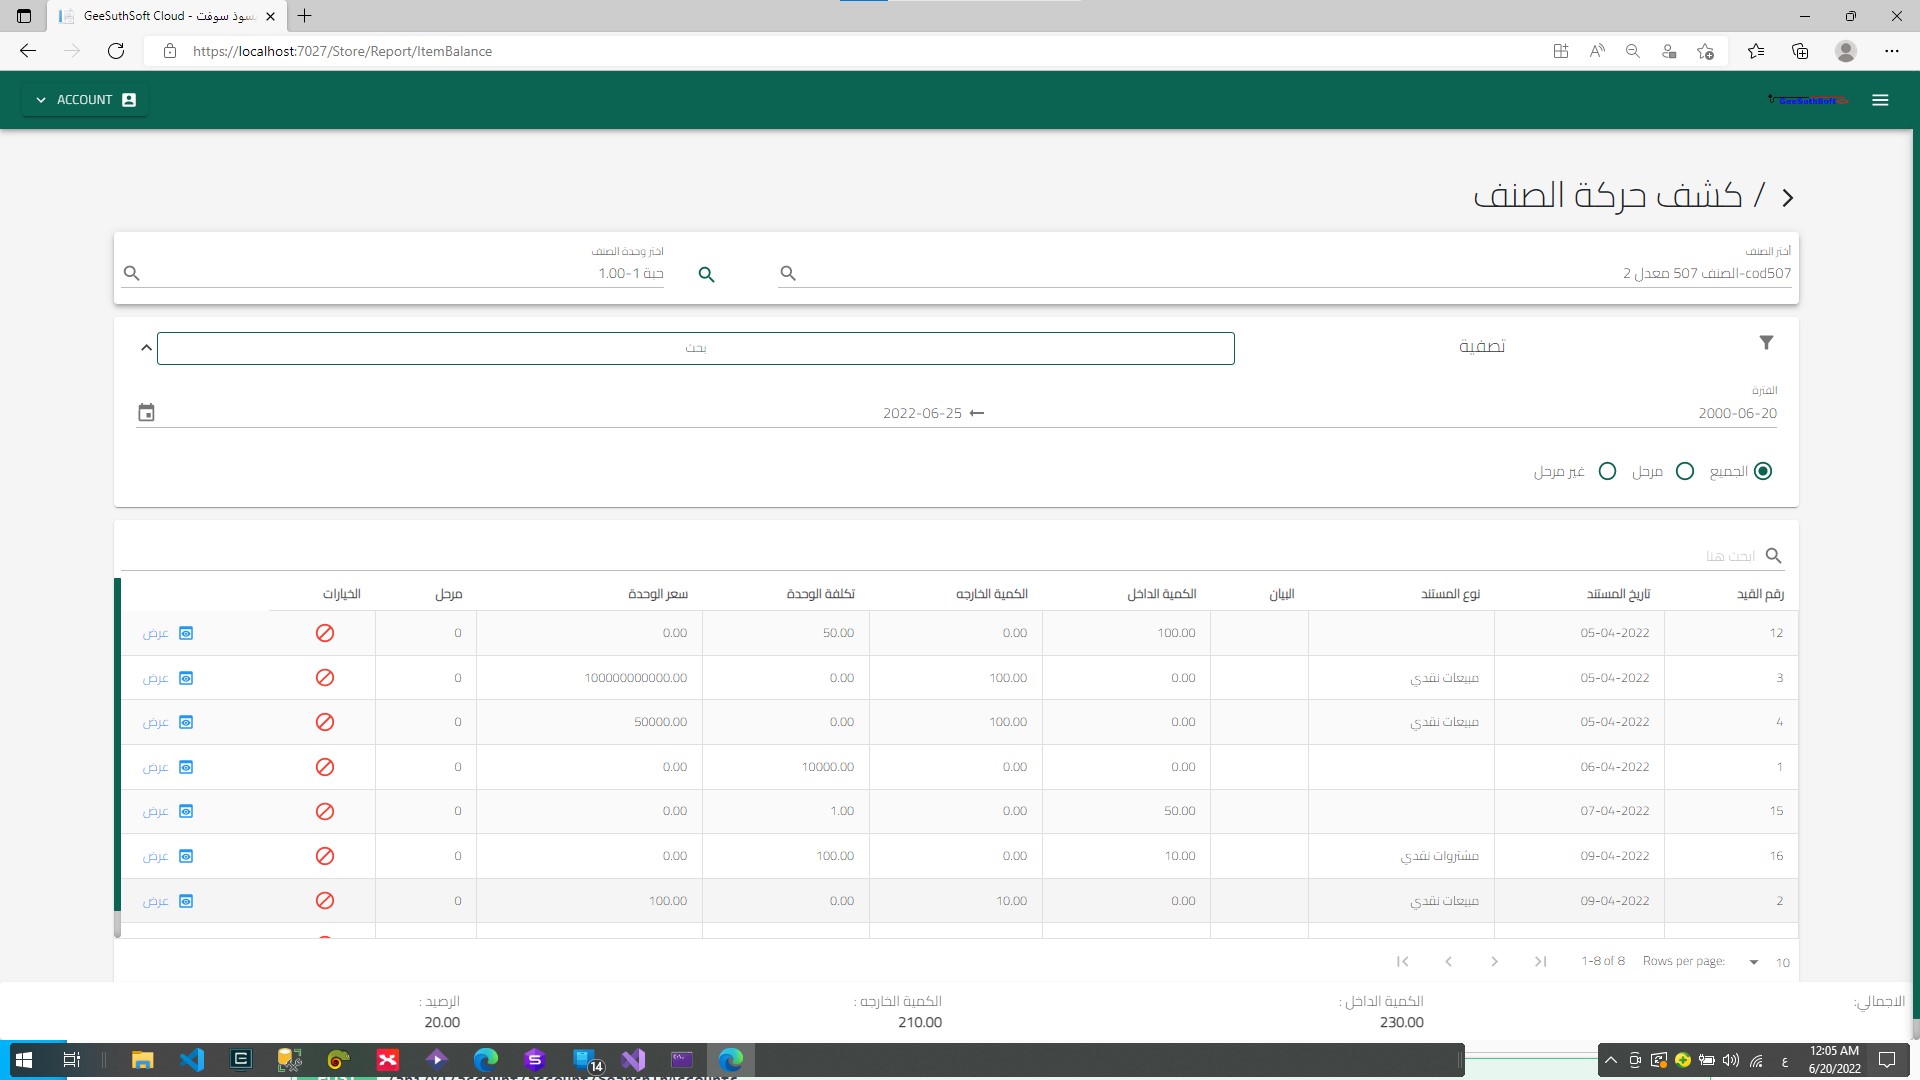 GeeSuthSoft Cloud - يسوذ سوفت
https://localhost:7027/Store/Report/ItemBalance
ACCOUNT
GeeSuthSoft
/ كشف حركة الصنف
أختر الصنف
cod507-الصنف 507 معدل 2
اختر وحدة الصنف
حبة 1-1.00
تصفية
بحث
الفترة
2000-06-20
2022-06-25
الجميع
مرحل
غير مرحل
ابحث هنا
رقم القيد تاريخ المستند نوع المستند البيان الكمية الداخل الكمية الخارجه تكلفة الوحدة سعر الوحدة مرحل الخيارات
12 05-04-2022 100.00 0.00 50.00 0.00 0 عرض
3 05-04-2022 مبيعات نقدي 0.00 100.00 0.00 100000000000.00 0 عرض
4 05-04-2022 مبيعات نقدي 0.00 100.00 0.00 50000.00 0 عرض
1 06-04-2022 0.00 0.00 10000.00 0.00 0 عرض
15 07-04-2022 50.00 0.00 1.00 0.00 0 عرض
16 09-04-2022 مشتروات نقدي 10.00 0.00 100.00 0.00 0 عرض
2 09-04-2022 مبيعات نقدي 0.00 10.00 0.00 100.00 0 عرض
1-8 of 8 Rows per page: 10
الاجمالي:
الكمية الداخل :
230.00
الكمية الخارجه :
210.00
الرصيد :
20.00
14
ع
12:05 AM
6/20/2022